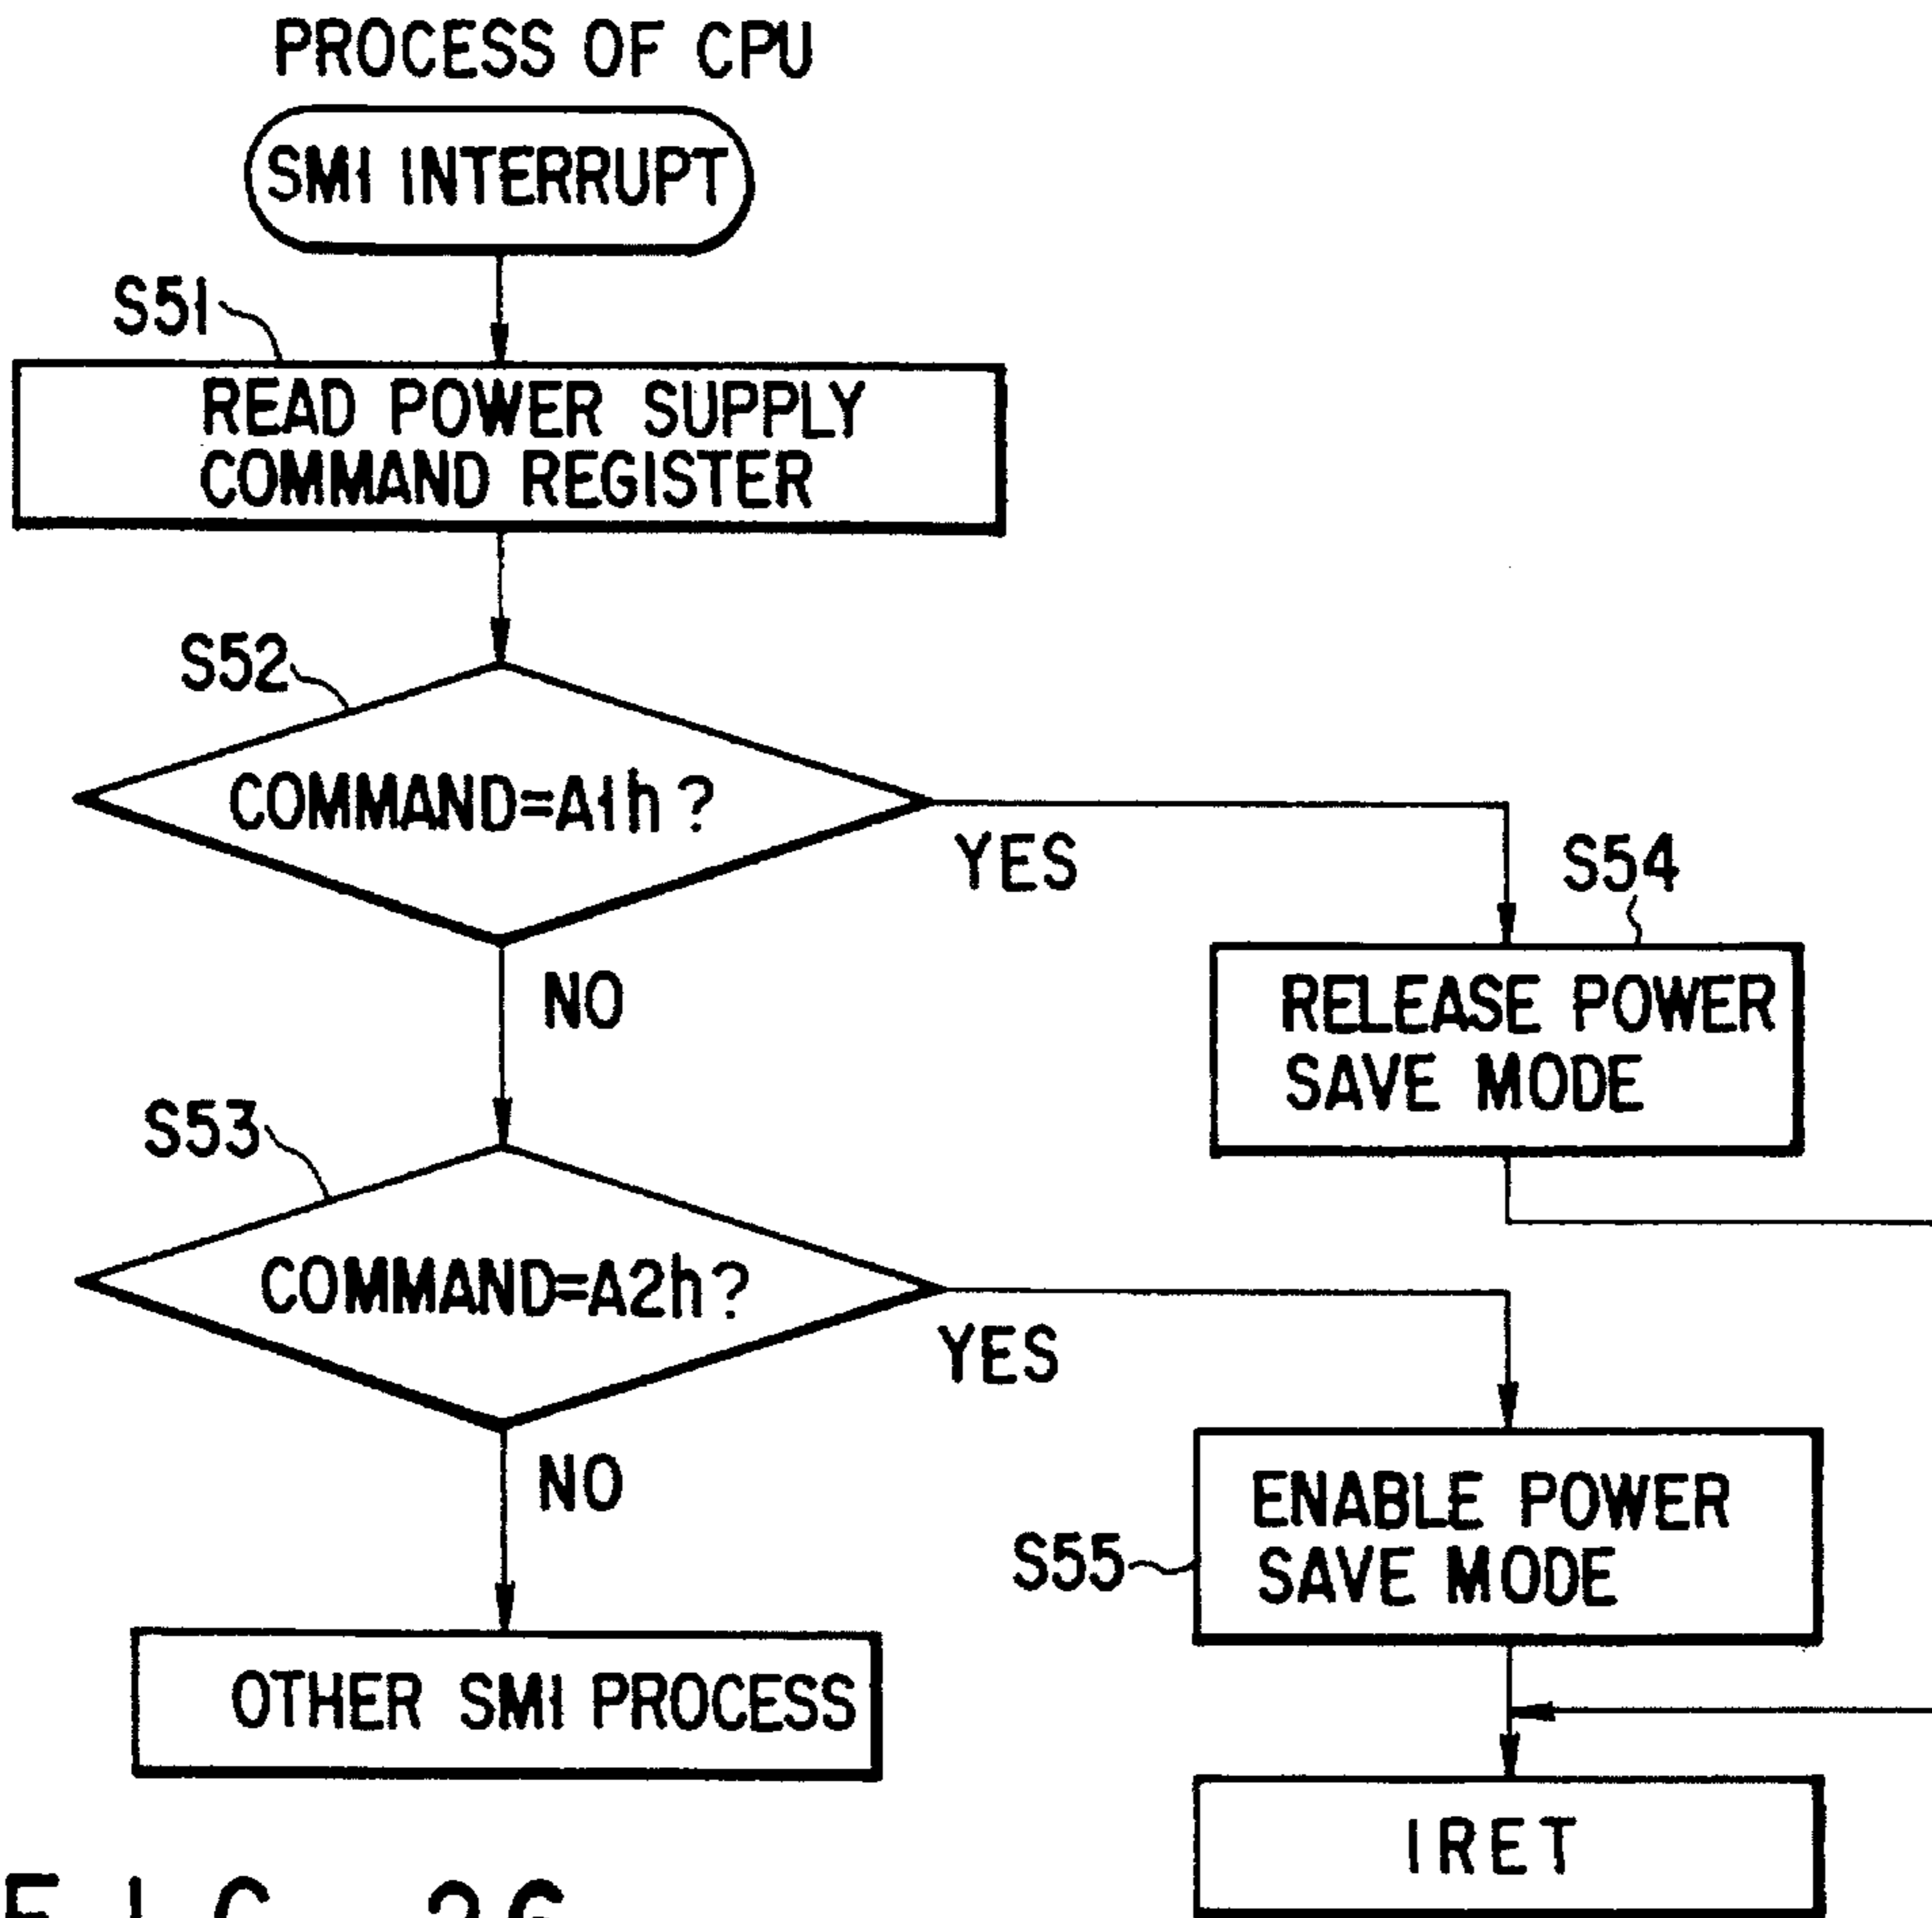 PROCESS OF CPU
SMI INTERRUPT
S51
READ POWER SUPPLY
COMMAND REGISTER
S52
COMMAND=A1h?
YES
S54
NO
RELEASE POWER
SAVE MODE
S53
COMMAND=A2h?
YES
NO
ENABLE POWER
SAVE MODE
S55
OTHER SMI PROCESS
IRET